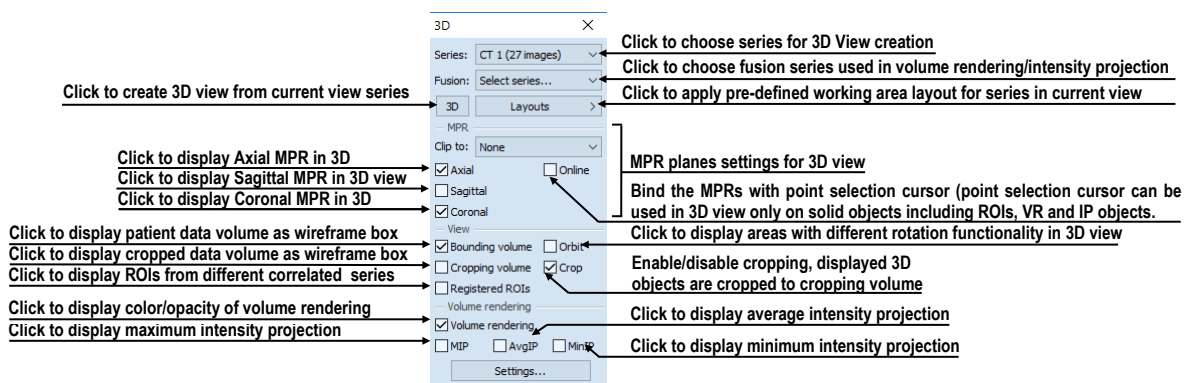 3D
Series: CT 1 (27 images)
Click to choose series for 3D View creation
Fusion: Select series...
Click to choose fusion series used in volume rendering/intensity projection
Click to create 3D view from current view series
3D Layouts
Click to apply pre-defined working area layout for series in current view
MPR
Clip to: None
MPR planes settings for 3D view
Click to display Axial MPR in 3D
Axial Online
Click to display Sagittal MPR in 3D view
Sagittal
Click to display Coronal MPR in 3D
Coronal
Bind the MPRs with point selection cursor (point selection cursor can be
used in 3D view only on solid objects including ROIs, VR and IP objects.
View
Click to display patient data volume as wireframe box
Bounding volume Orbit
Click to display areas with different rotation functionality in 3D view
Click to display cropped data volume as wireframe box
Cropping volume Crop
Enable/disable cropping, displayed 3D
objects are cropped to cropping volume
Click to display ROIs from different correlated series
Registered ROIs
Volume rendering
Click to display color/opacity of volume rendering
Volume rendering
Click to display average intensity projection
Click to display maximum intensity projection
MIP AvgIP MinIP
Click to display minimum intensity projection
Settings...